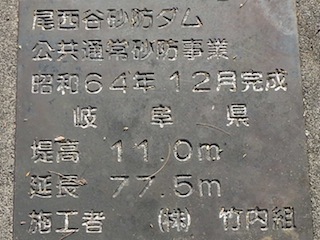 尾西谷砂防ダム
公共通常砂防事業
昭和64年12月完成
岐阜県
堤高 11.0m
延長 77.5m
施工者 (株) 竹内組